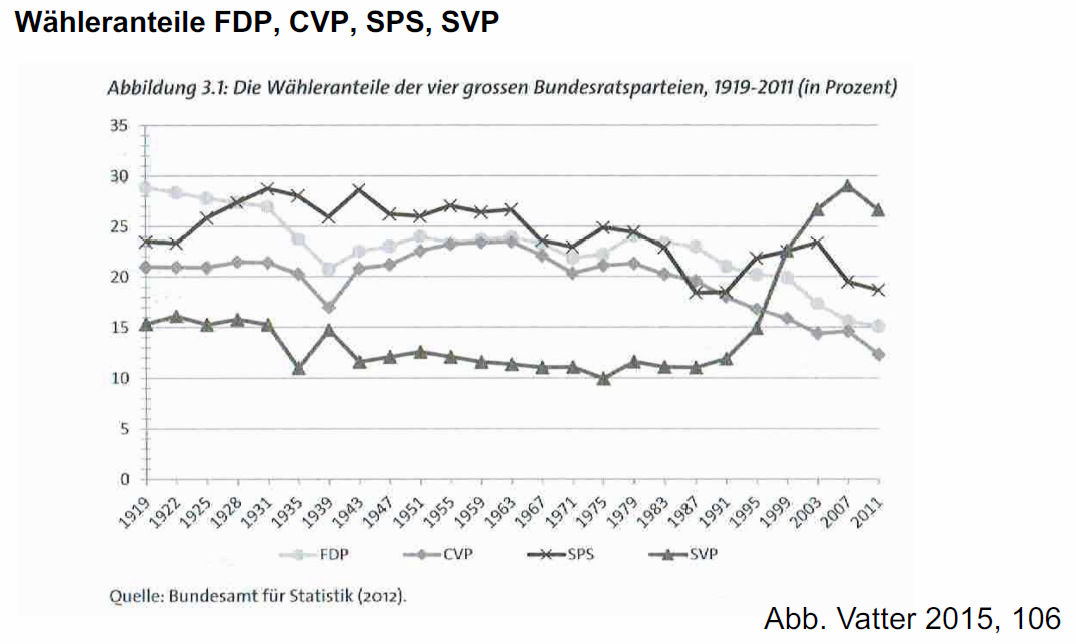 Wähleranteile FDP, CVP, SPS, SVP
Abbildung 3.1: Die Wähleranteile der vier grossen Bundesratsparteien, 1919-2011 (in Prozent)
35
30
25
20
15
10
5
0
1919 1922 1925 1928 1931 1935 1939 1943 1947 1951 1955 1959 1963 1967 1971 1975 1979 1983 1987 1991 1995 1999 2003 2007 2011
FDP CVP SPS SVP
Quelle: Bundesamt für Statistik (2012).
Abb. Vatter 2015, 106